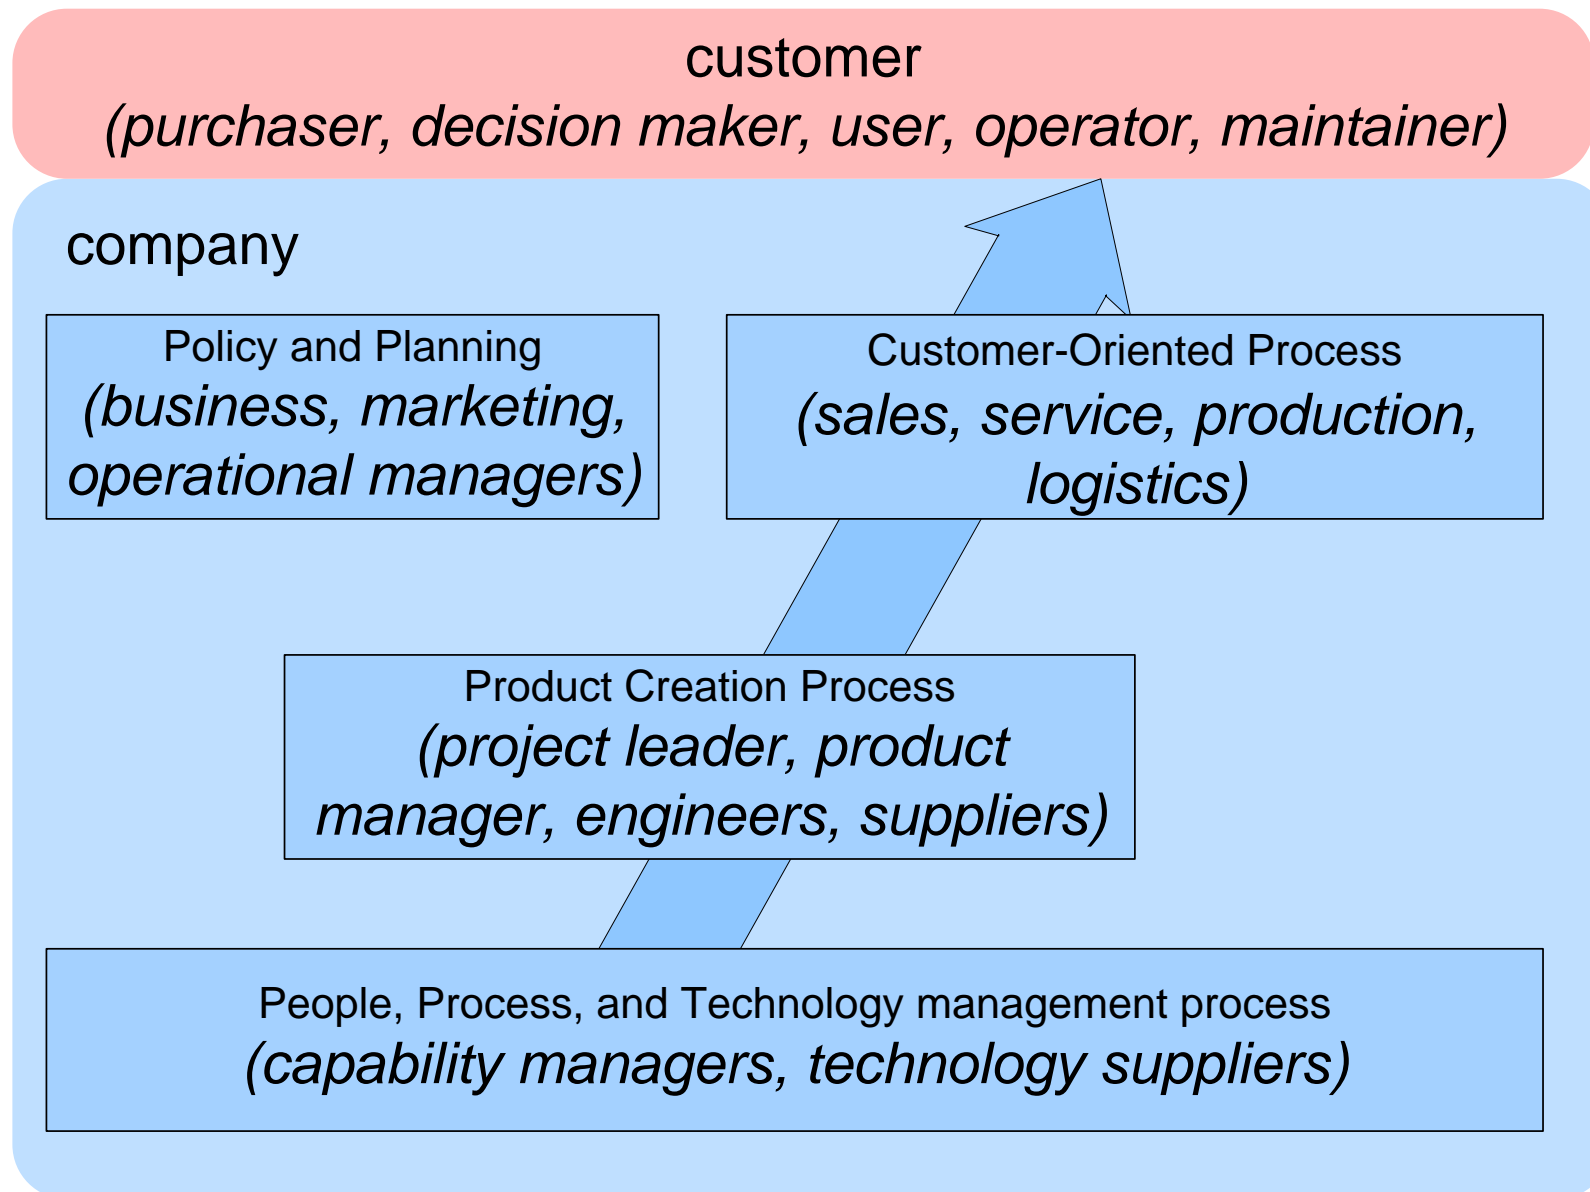 customer
(purchaser, decision maker, user, operator, maintainer)
company
Policy and Planning
(business, marketing,
operational managers)
Customer-Oriented Process
(sales, service, production,
logistics)
Product Creation Process
(project leader, product
manager, engineers, suppliers)
People, Process, and Technology management process
(capability managers, technology suppliers)